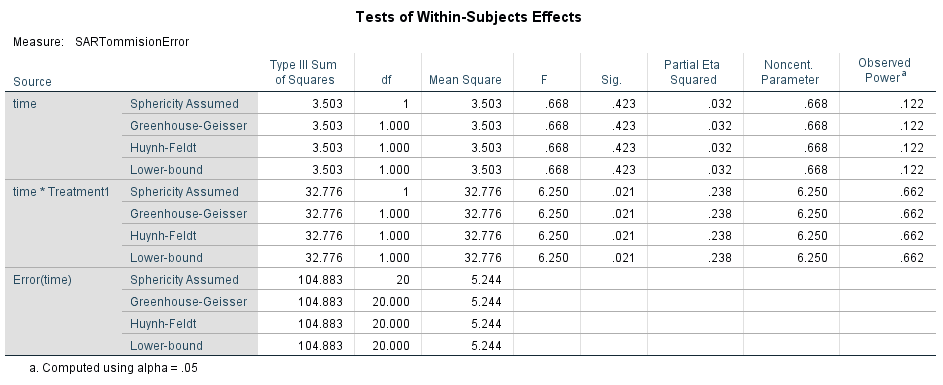 Tests of Within-Subjects Effects
Measure: SARTommisionError
Source Type III Sum of Squares df Mean Square F Sig. Partial Eta Squared Noncent. Parameter Observed Power a
time Sphericity Assumed 3.503 1 3.503 .668 .423 .032 .668 .122
Greenhouse-Geisser 3.503 1.000 3.503 .668 .423 .032 .668 .122
Huynh-Feldt 3.503 1.000 3.503 .668 .423 .032 .668 .122
Lower-bound 3.503 1.000 3.503 .668 .423 .032 .668 .122
time * Treatment1 Sphericity Assumed 32.776 1 32.776 6.250 .021 .238 6.250 .662
Greenhouse-Geisser 32.776 1.000 32.776 6.250 .021 .238 6.250 .662
Huynh-Feldt 32.776 1.000 32.776 6.250 .021 .238 6.250 .662
Lower-bound 32.776 1.000 32.776 6.250 .021 .238 6.250 .662
Error(time) Sphericity Assumed 104.883 20 5.244
Greenhouse-Geisser 104.883 20.000 5.244
Huynh-Feldt 104.883 20.000 5.244
Lower-bound 104.883 20.000 5.244
a. Computed using alpha = .05